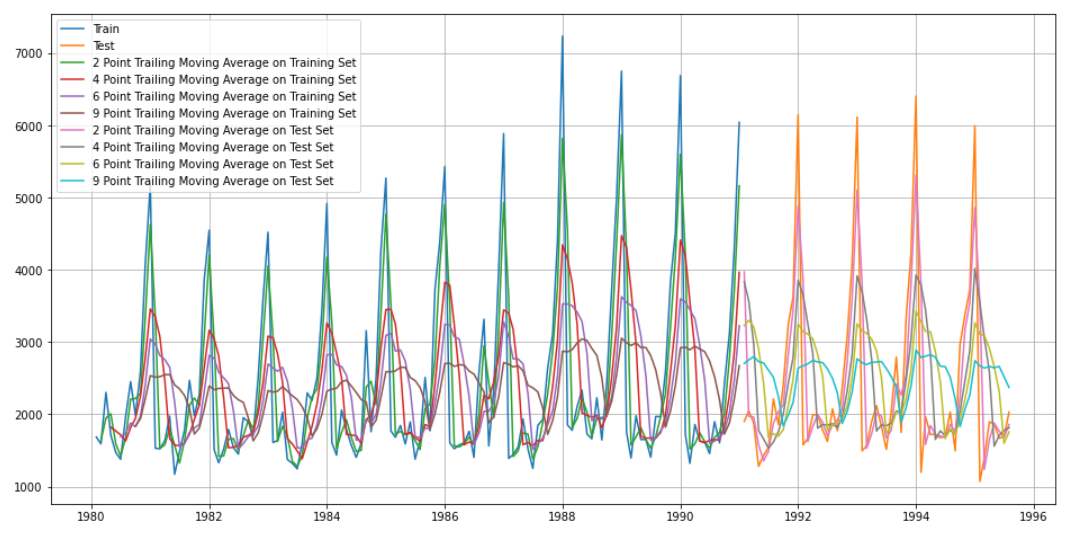 Train
Test
2 Point Trailing Moving Average on Training Set
4 Point Trailing Moving Average on Training Set
6 Point Trailing Moving Average on Training Set
9 Point Trailing Moving Average on Training Set
2 Point Trailing Moving Average on Test Set
4 Point Trailing Moving Average on Test Set
6 Point Trailing Moving Average on Test Set
9 Point Trailing Moving Average on Test Set
7000
6000
5000
4000
3000
2000
1000
1980 1982 1984 1986 1988 1990 1992 1994 1996